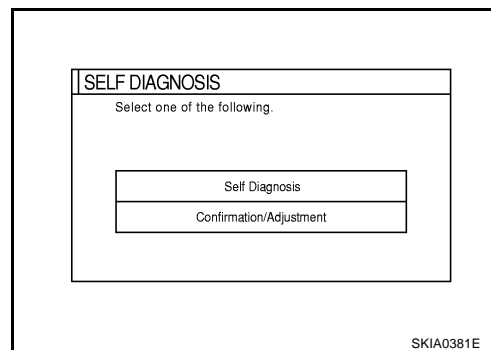 SELF DIAGNOSIS
Select one of the following.
Self Diagnosis
Confirmation/Adjustment
SKIA0381E